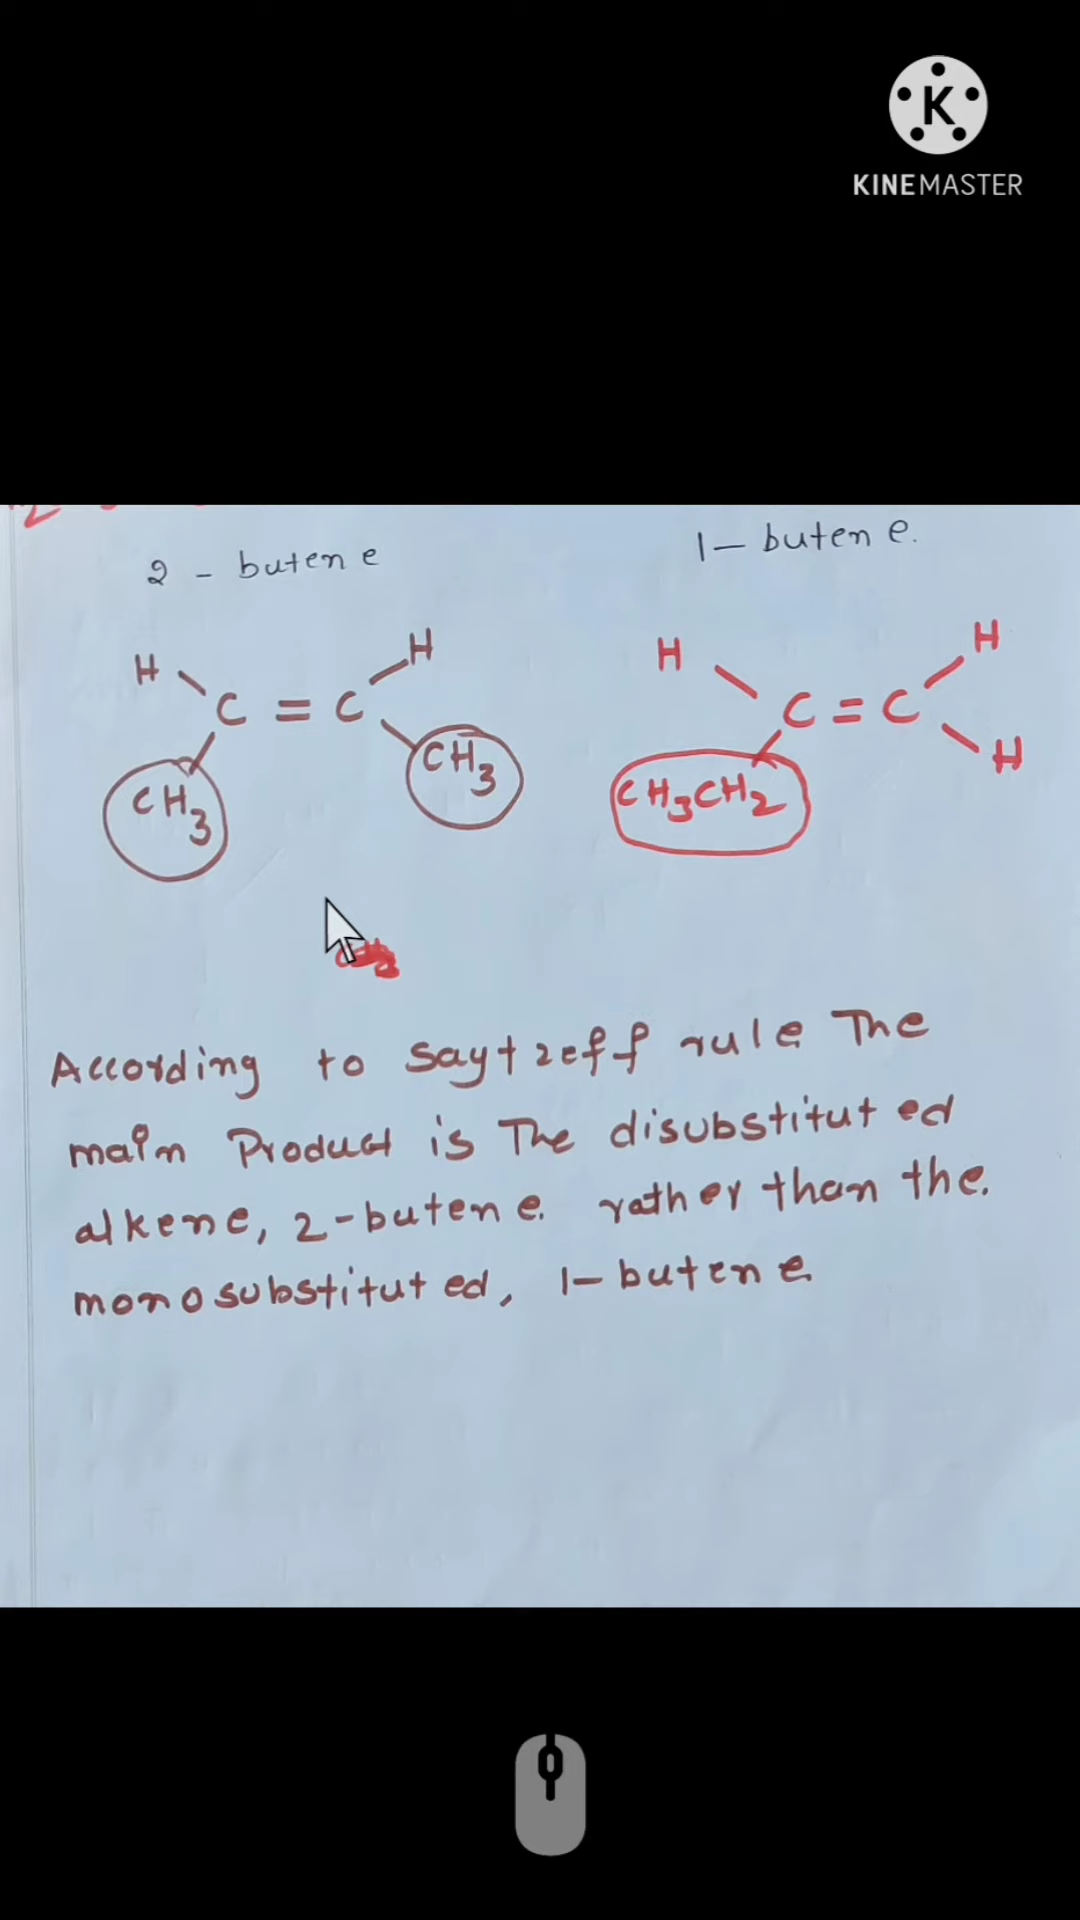 K
KINEMASTER
2 - butene
1- butene.
H H
C = C
CH3 CH3
H H
C = C
CH3CH2 H
According to saytzeff rule The
main Product is The disubstituted
alkene, 2-butene. rather than the.
monosubstituted, 1-butene